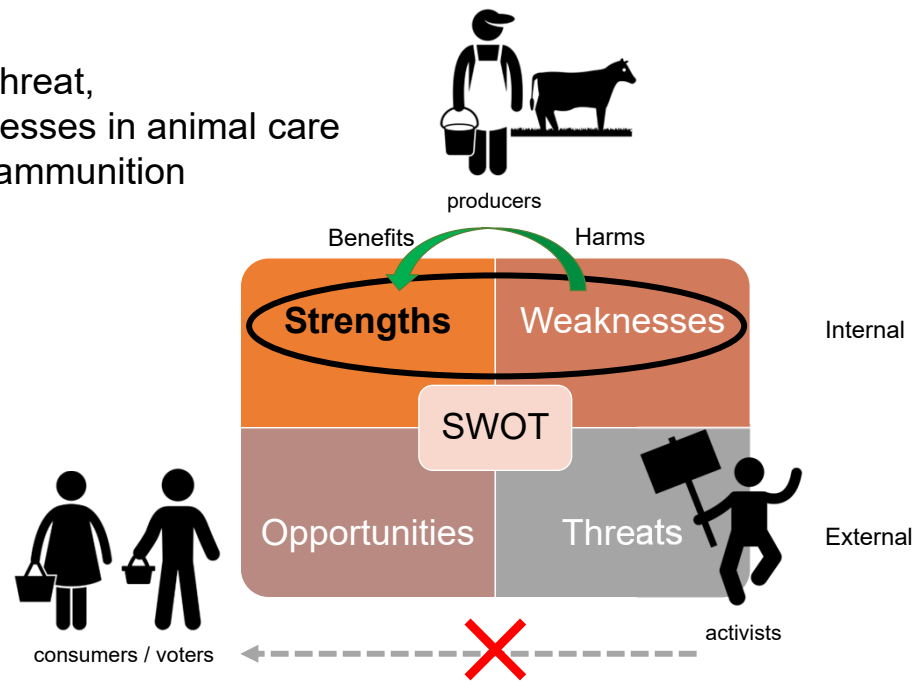 hreat,
esses in animal care
ammunition
producers
Benefits
Harms
Strengths
Weaknesses
Internal
SWOT
Opportunities
Threats
External
activists
consumers / voters